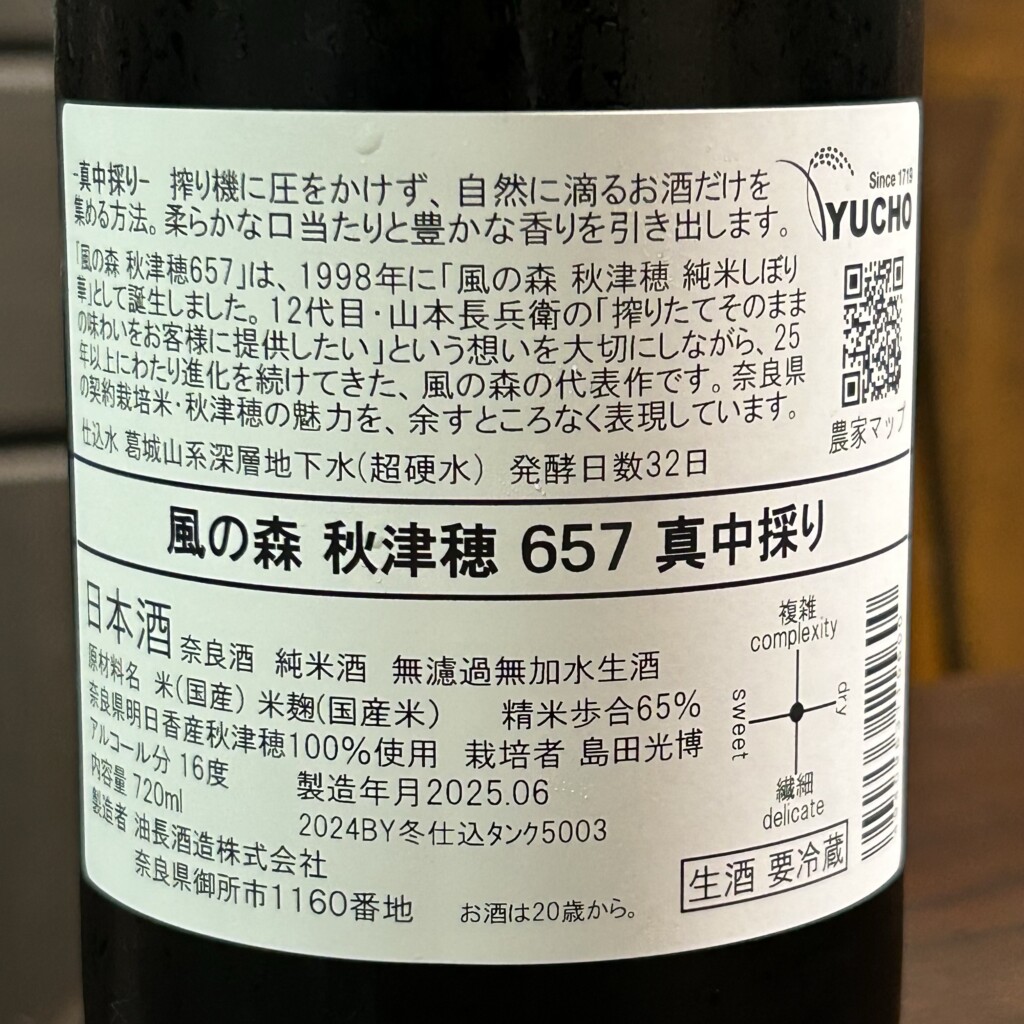 -真中採り- 搾り機に圧をかけず、自然に滴るお酒だけを
集める方法。柔らかな口当たりと豊かな香りを引き出します。
Since 1719
YUCHO
「風の森 秋津穂657」は、1998年に「風の森 秋津穂 純米しぼり
華」として誕生しました。12代目・山本長兵衛の「搾りたてそのまま
の味わいをお客様に提供したい」という想いを大切にしながら、25
年以上にわたり進化を続けてきた、風の森の代表作です。奈良県
の契約栽培米・秋津穂の魅力を、余すところなく表現しています。
農家マップ
仕込水 葛城山系深層地下水(超硬水) 発酵日数32日
風の森 秋津穂 657 真中採り
日本酒 奈良酒 純米酒 無濾過無加水生酒
原材料名 米(国産) 米麹(国産米) 精米歩合65%
奈良県明日香産秋津穂100%使用 栽培者 島田光博
アルコール分 16度
内容量 720ml 製造年月2025.06
2024BY冬仕込タンク5003
製造者 油長酒造株式会社
奈良県御所市1160番地
お酒は20歳から。
複雑
complexity
sweet
dry
繊細
delicate
生酒 要冷蔵